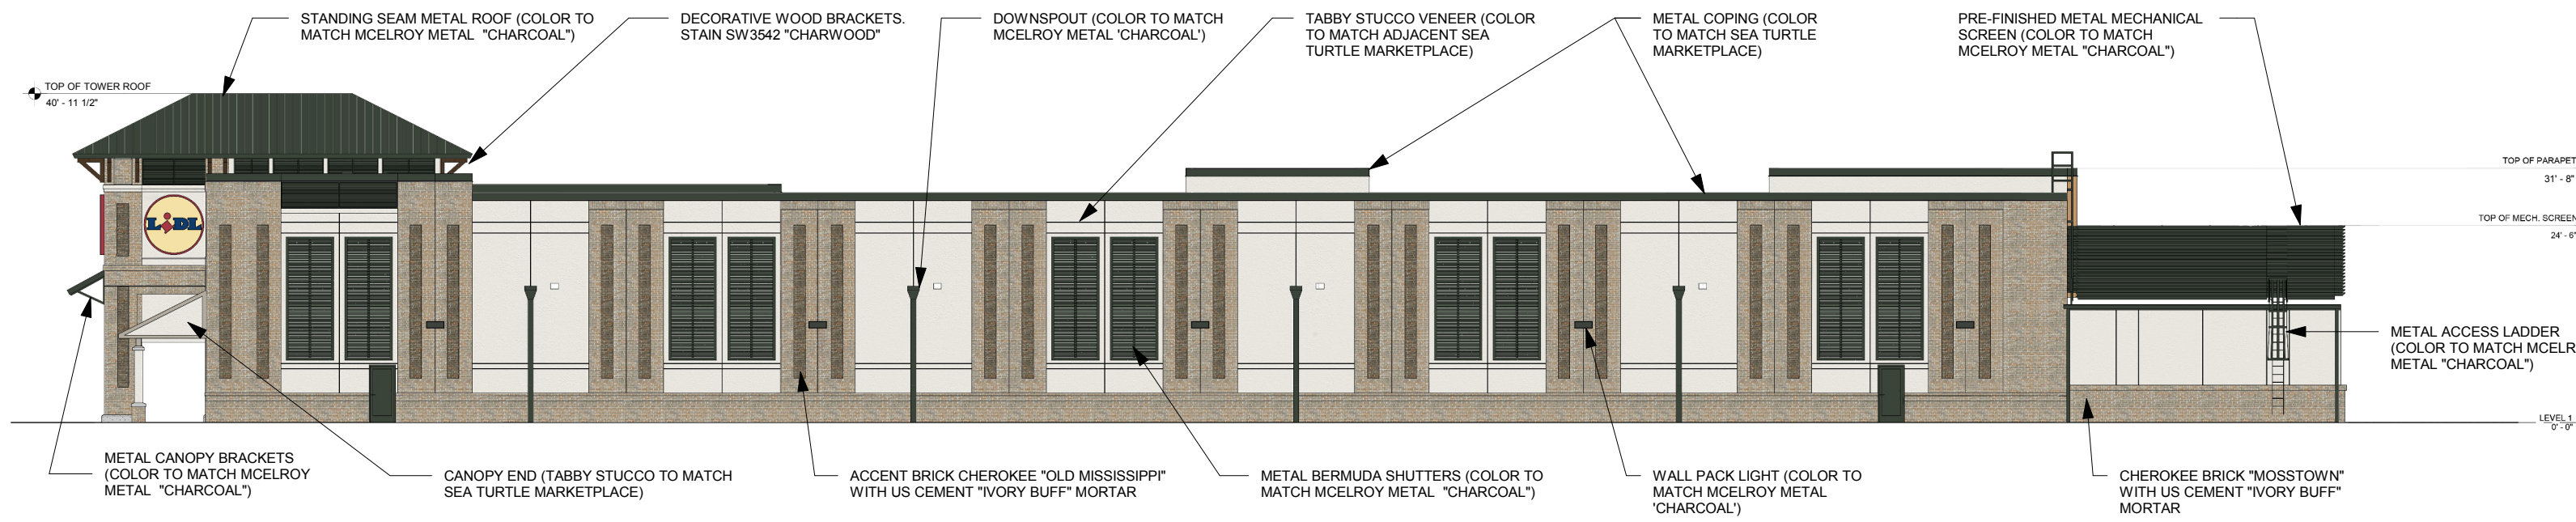 STANDING SEAM METAL ROOF (COLOR TO
MATCH MCELROY METAL "CHARCOAL")
DECORATIVE WOOD BRACKETS.
STAIN SW3542 "CHARWOOD"
DOWNSPOUT (COLOR TO MATCH
MCELROY METAL 'CHARCOAL')
TABBY STUCCO VENEER (COLOR
TO MATCH ADJACENT SEA
TURTLE MARKETPLACE)
METAL COPING (COLOR
TO MATCH SEA TURTLE
MARKETPLACE)
PRE-FINISHED METAL MECHANICAL
SCREEN (COLOR TO MATCH
MCELROY METAL "CHARCOAL")
TOP OF TOWER ROOF
40' - 11 1/2"
TOP OF PARAPET
31' - 8"
TOP OF MECH. SCREEN
24' - 6"
LIDL
METAL ACCESS LADDER
(COLOR TO MATCH MCELR
METAL "CHARCOAL")
LEVEL 1
0' - 0"
METAL CANOPY BRACKETS
(COLOR TO MATCH MCELROY
METAL "CHARCOAL")
CANOPY END (TABBY STUCCO TO MATCH
SEA TURTLE MARKETPLACE)
ACCENT BRICK CHEROKEE "OLD MISSISSIPPI"
WITH US CEMENT "IVORY BUFF" MORTAR
METAL BERMUDA SHUTTERS (COLOR TO
MATCH MCELROY METAL "CHARCOAL")
WALL PACK LIGHT (COLOR TO
MATCH MCELROY METAL
'CHARCOAL')
CHEROKEE BRICK "MOSSTOWN"
WITH US CEMENT "IVORY BUFF"
MORTAR